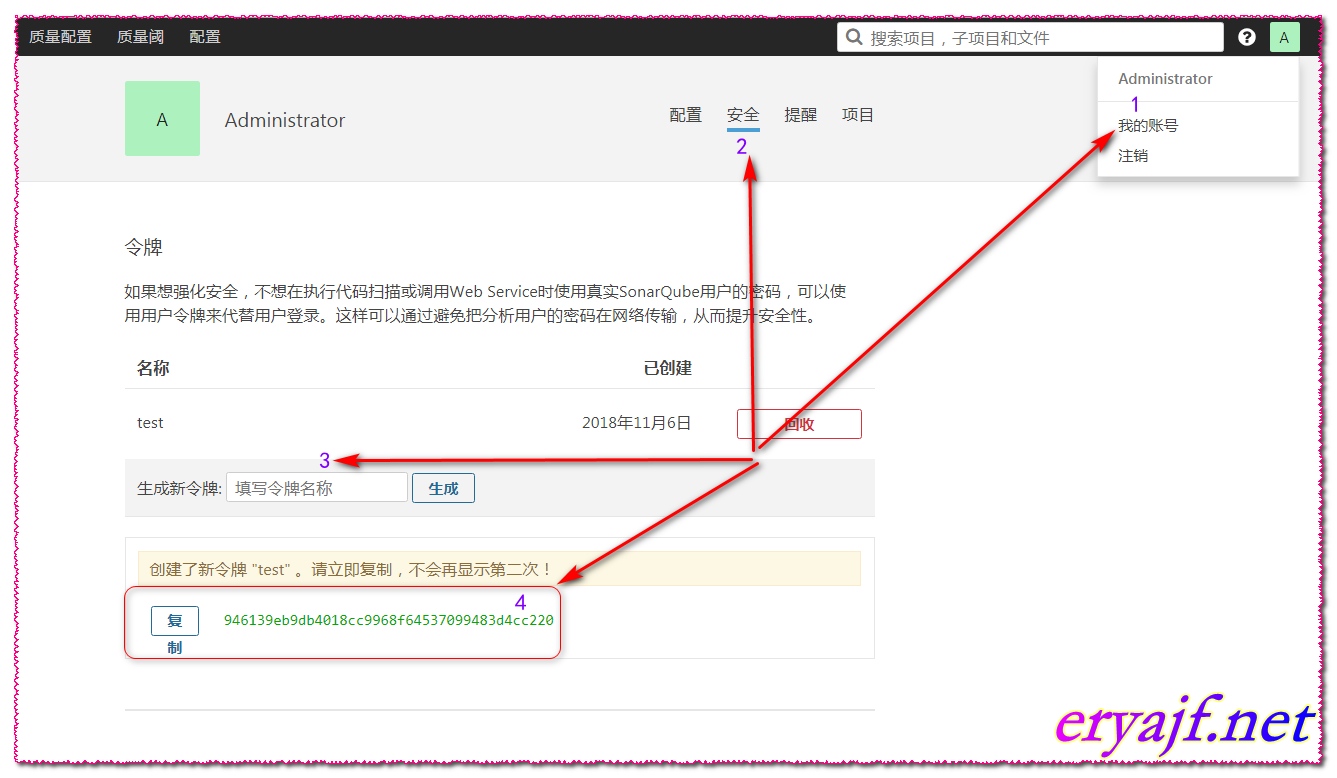 质量配置 质量阈 配置 搜索项目，子项目和文件 ? A
Administrator
1
我的账号
注销
A Administrator 配置 安全 提醒 项目
2
令牌
如果想强化安全，不想在执行代码扫描或调用Web Service时使用真实SonarQube用户的密码，可以使
用用户令牌来代替用户登录。这样可以通过避免把分析用户的密码在网络传输，从而提升安全性。
名称 已创建
test 2018年11月6日 回收
3
生成新令牌: 填写令牌名称 生成
创建了新令牌 "test" 。请立即复制，不会再显示第二次！
4
复 946139eb9db4018cc9968f64537099483d4cc220
制
eryajf.net